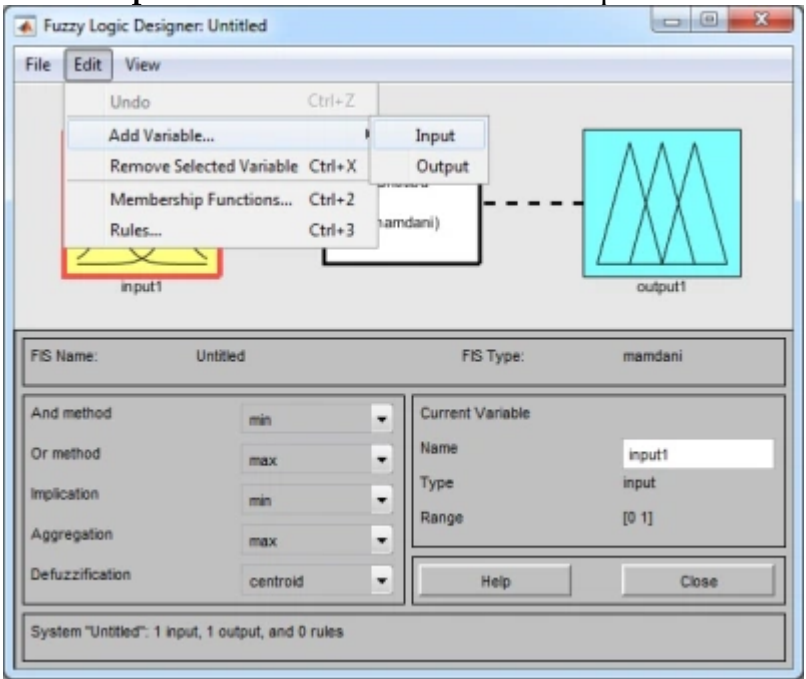 Fuzzy Logic Designer: Untitled
File Edit View
Undo Ctrl+Z
Add Variable...
Input
Remove Selected Variable Ctrl+X
Output
Membership Functions... Ctrl+2
Rules... Ctrl+3
input1
output1
FIS Name: Untitled FIS Type: mamdani
And method min
Or method max
Implication min
Aggregation max
Defuzzification centroid
Current Variable
Name input1
Type input
Range [0 1]
Help Close
System "Untitled": 1 input, 1 output, and 0 rules